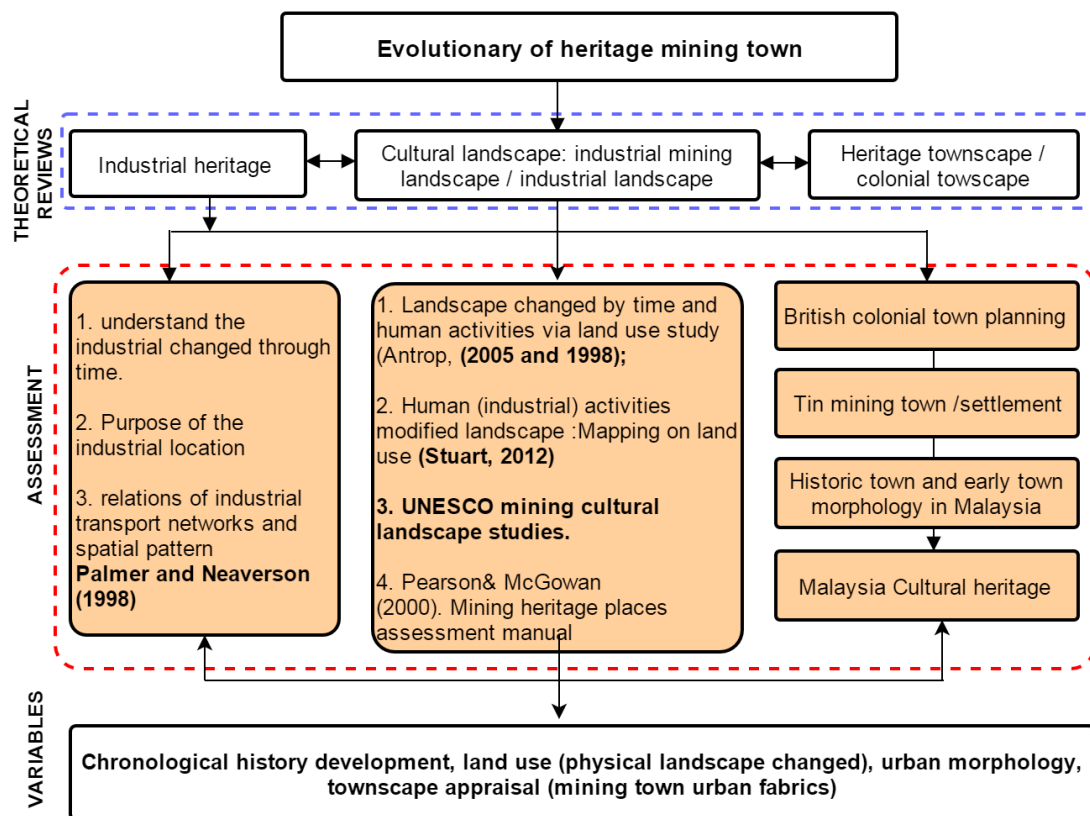 Evolutionary of heritage mining town
THEORETICAL
REVIEWS
Industrial heritage
Cultural landscape: industrial mining
landscape / industrial landscape
Heritage townscape /
colonial towscape
ASSESSMENT
1. understand the
industrial changed through
time.
2. Purpose of the
industrial location
3. relations of industrial
transport networks and
spatial pattern
Palmer and Neaverson
(1998)
1. Landscape changed by time and
human activities via land use study
(Antrop, (2005 and 1998);
2. Human (industrial) activities
modified landscape :Mapping on land
use (Stuart, 2012)
3. UNESCO mining cultural
landscape studies.
4. Pearson& McGowan
(2000). Mining heritage places
assessment manual
British colonial town planning
Tin mining town /settlement
Historic town and early town
morphology in Malaysia
Malaysia Cultural heritage
VARIABLES
Chronological history development, land use (physical landscape changed), urban morphology,
townscape appraisal (mining town urban fabrics)